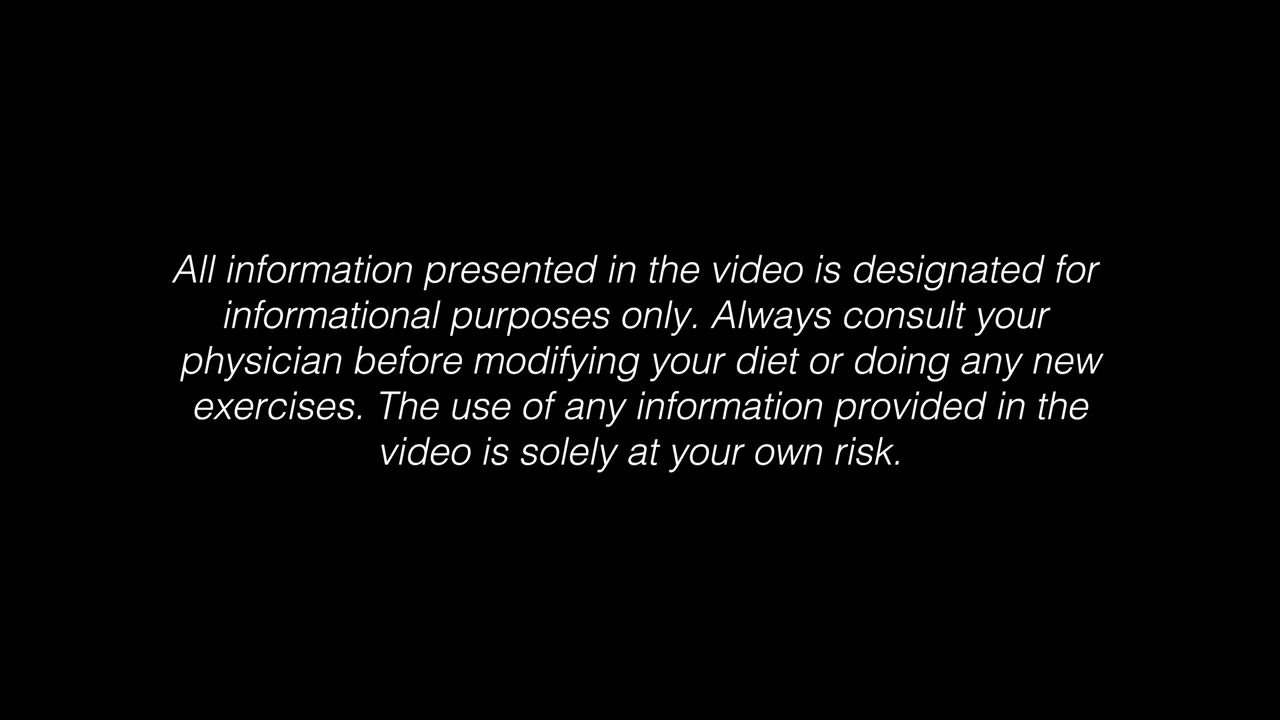 All information presented in the video is designated for
informational purposes only. Always consult your
physician before modifying your diet or doing any new
exercises. The use of any information provided in the
video is solely at your own risk.